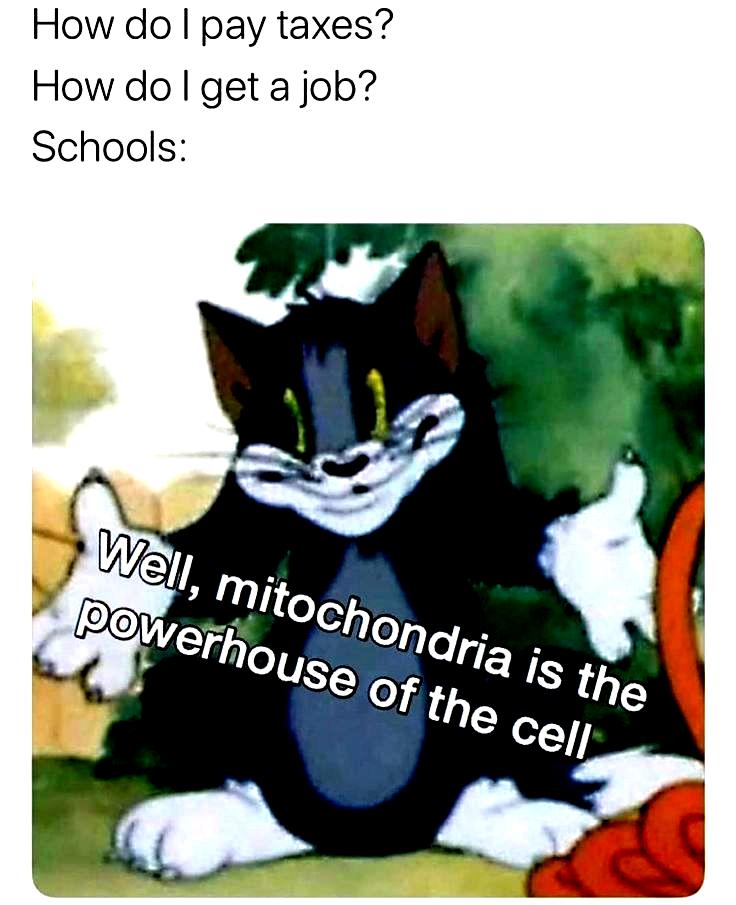 How do I pay taxes?
How do I get a job?
Schools:
Well, mitochondria is the
powerhouse of the cell